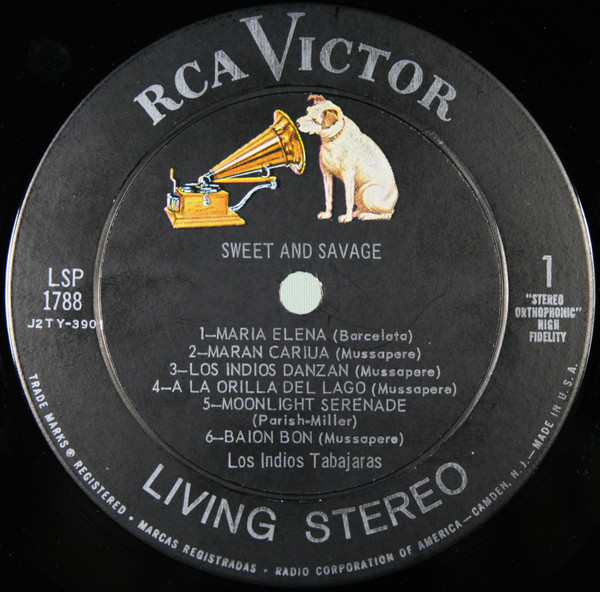 RCA VICTOR
SWEET AND SAVAGE
LSP
1788
J2TY-3901
1
"STEREO
ORTHOPHONIC"
HIGH
FIDELITY
1—MARIA ELENA (Barcelata)
2—MARAN CARIUA (Mussapere)
3—LOS INDIOS DANZAN (Mussapere)
4—A LA ORILLA DEL LAGO (Mussapere)
5—MOONLIGHT SERENADE
(Parish-Miller)
6—BAION BON (Mussapere)
Los Indios Tabajaras
LIVING STEREO
TRADE MARKS ® REGISTERED • MARCAS REGISTRADAS • RADIO CORPORATION OF AMERICA—CAMDEN, N. J.—MADE IN U.S.A.